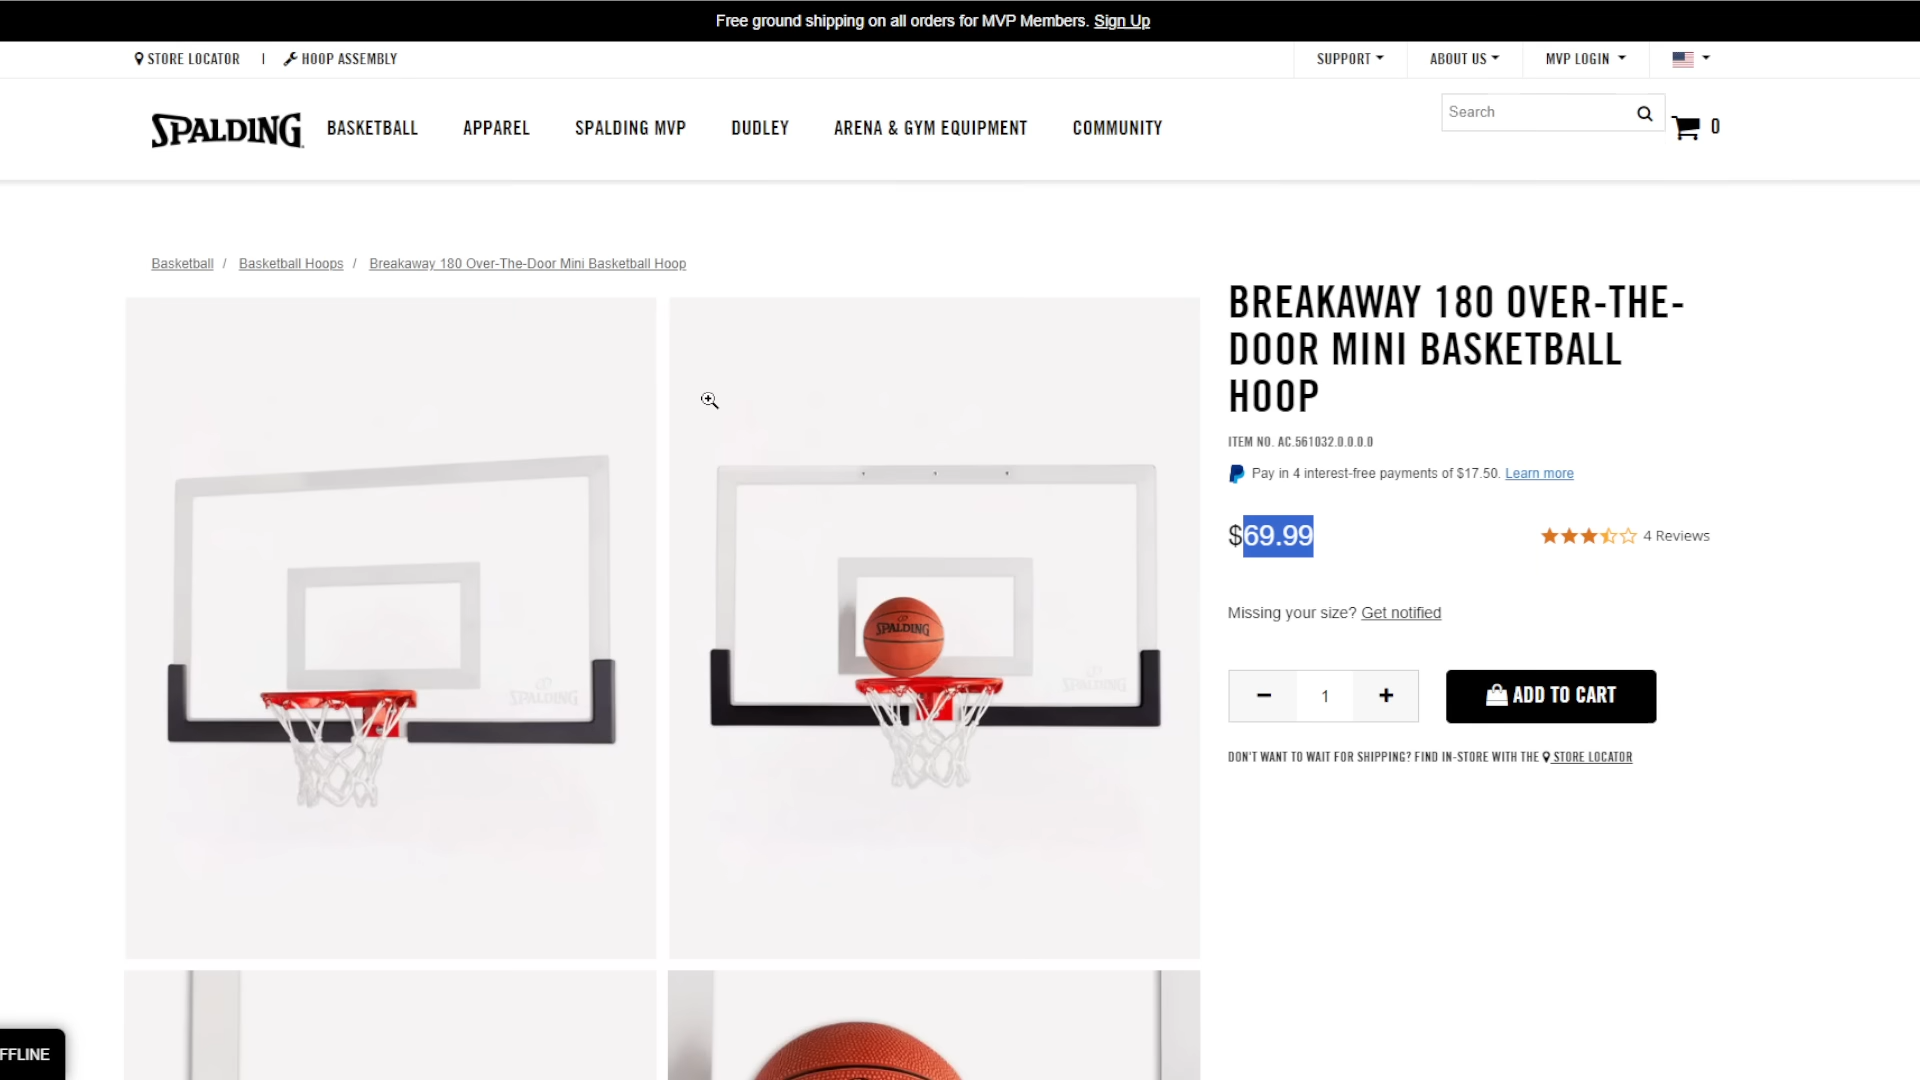 Free ground shipping on all orders for MVP Members. Sign Up
STORE LOCATOR | HOOP ASSEMBLY
SUPPORT
ABOUT US
MVP LOGIN
SPALDING
BASKETBALL
APPAREL
SPALDING MVP
DUDLEY
ARENA & GYM EQUIPMENT
COMMUNITY
Search
0
Basketball / Basketball Hoops / Breakaway 180 Over-The-Door Mini Basketball Hoop
SPALDING
SPALDING
SPALDING
BREAKAWAY 180 OVER-THE-
DOOR MINI BASKETBALL
HOOP
ITEM NO. AC.561032.0.0.0.0
Pay in 4 interest-free payments of $17.50. Learn more
$69.99
4 Reviews
Missing your size? Get notified
− 1 +
ADD TO CART
DON'T WANT TO WAIT FOR SHIPPING? FIND IN-STORE WITH THE STORE LOCATOR
FFLINE